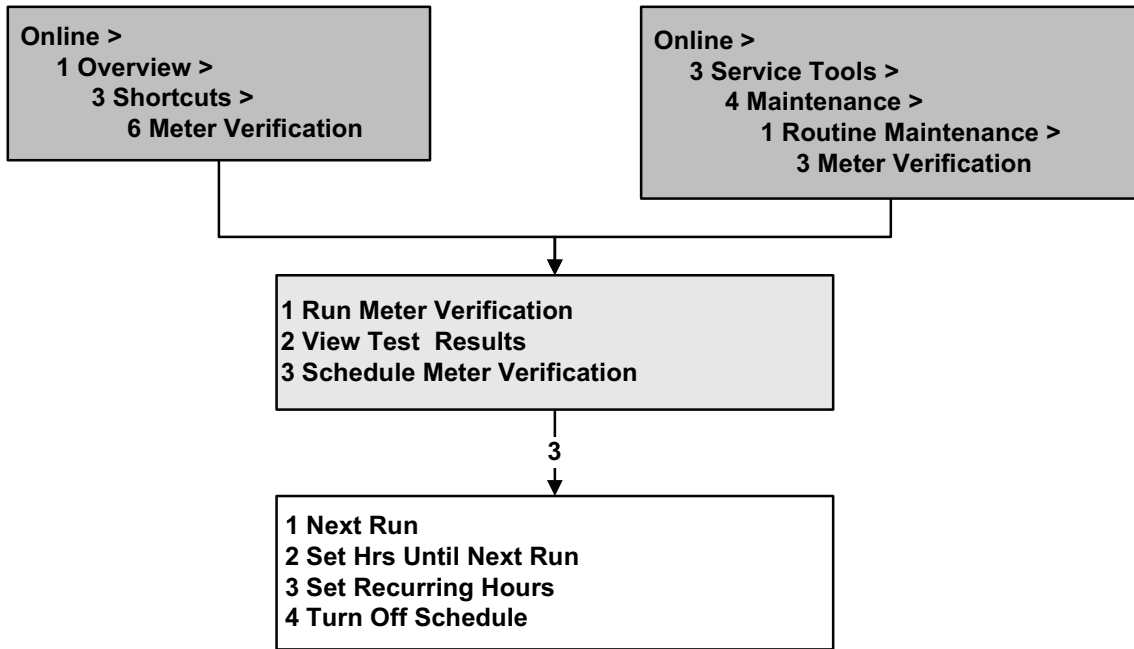 Online >
1 Overview >
3 Shortcuts >
6 Meter Verification
Online >
3 Service Tools >
4 Maintenance >
1 Routine Maintenance >
3 Meter Verification
1 Run Meter Verification
2 View Test Results
3 Schedule Meter Verification
3
1 Next Run
2 Set Hrs Until Next Run
3 Set Recurring Hours
4 Turn Off Schedule